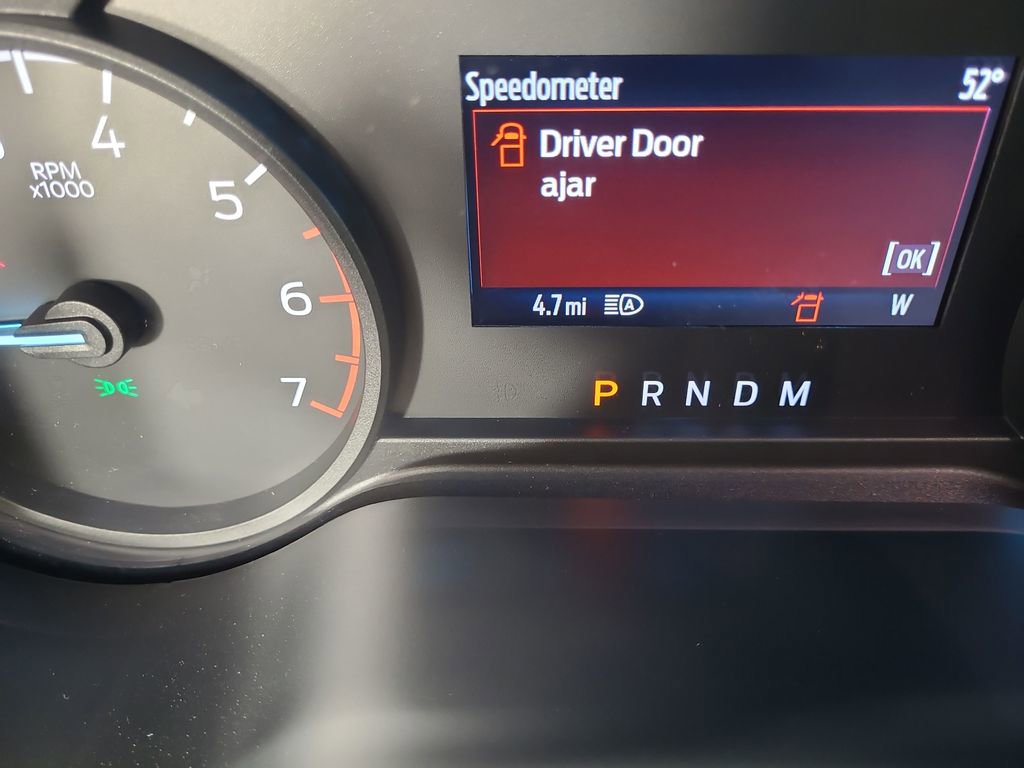 Speedometer 52°
Driver Door
ajar
[OK]
4.7 mi A W
P R N D M
4
RPM
x1000
5
6
7